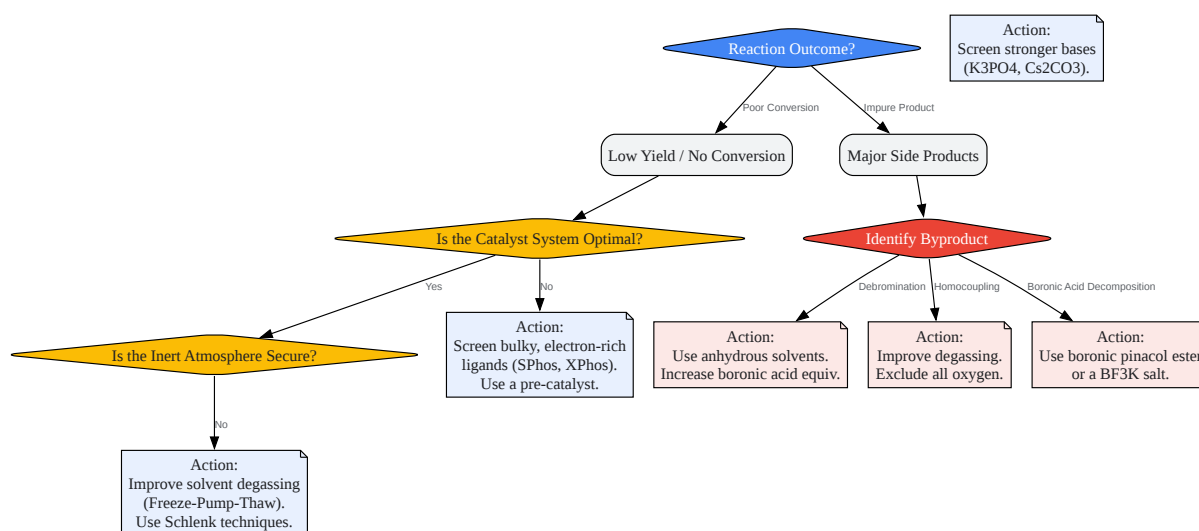 Reaction Outcome?
Action:
Screen stronger bases
(K3PO4, Cs2CO3).
Poor Conversion
Impure Product
Low Yield / No Conversion
Major Side Products
Is the Catalyst System Optimal?
Identify Byproduct
Yes
No
Debromination
Homocoupling
Boronic Acid Decomposition
Is the Inert Atmosphere Secure?
Action:
Screen bulky, electron-rich
ligands (SPhos, XPhos).
Use a pre-catalyst.
Action:
Use anhydrous solvents.
Increase boronic acid equiv.
Action:
Improve degassing.
Exclude all oxygen.
Action:
Use boronic pinacol ester
or a BF3K salt.
No
Action:
Improve solvent degassing
(Freeze-Pump-Thaw).
Use Schlenk techniques.